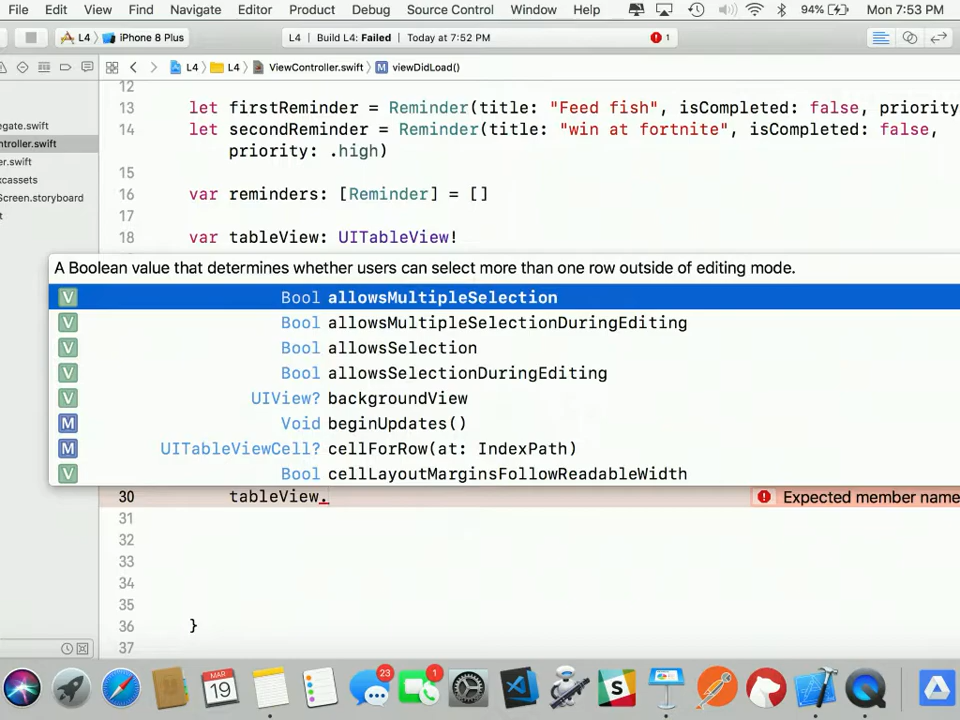 File Edit View Find Navigate Editor Product Debug Source Control Window Help 94% Mon 7:53 PM
L4 iPhone 8 Plus L4 | Build L4: Failed | Today at 7:52 PM 1
L4 L4 ViewController.swift M viewDidLoad()
12
egate.swift
13 let firstReminder = Reminder(title: "Feed fish", isCompleted: false, priority
ntroller.swift
14 let secondReminder = Reminder(title: "win at fortnite", isCompleted: false,
priority: .high)
er.swift
15
xcassets
16 var reminders: [Reminder] = []
Screen.storyboard
17
t
18 var tableView: UITableView!
A Boolean value that determines whether users can select more than one row outside of editing mode.
V Bool allowsMultipleSelection
V Bool allowsMultipleSelectionDuringEditing
V Bool allowsSelection
V Bool allowsSelectionDuringEditing
V UIView? backgroundView
M Void beginUpdates()
M UITableViewCell? cellForRow(at: IndexPath)
V Bool cellLayoutMarginsFollowReadableWidth
30 tableView. Expected member name
31
32
33
34
35
36 }
37
MAR
19
23
1